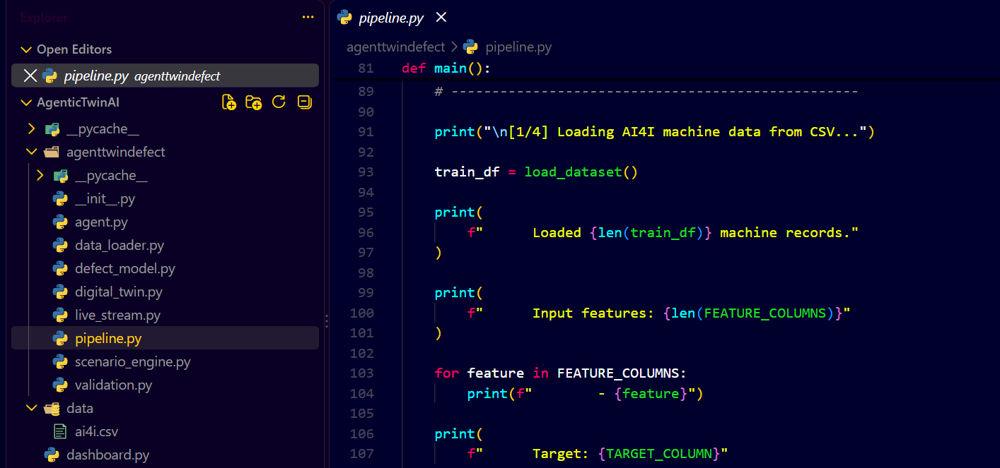 Explorer
Open Editors
pipeline.py agenttwindefect
AgenticTwinAI
__pycache__
agenttwindefect
__pycache__
__init__.py
agent.py
data_loader.py
defect_model.py
digital_twin.py
live_stream.py
pipeline.py
scenario_engine.py
validation.py
data
ai4i.csv
dashboard.py
pipeline.py
agenttwindefect > pipeline.py
81 def main():
89 # --------------------------------------------------
90
91 print("\n[1/4] Loading AI4I machine data from CSV...")
92
93 train_df = load_dataset()
94
95 print(
96 f"      Loaded {len(train_df)} machine records."
97 )
98
99 print(
100 f"      Input features: {len(FEATURE_COLUMNS)}"
101 )
102
103 for feature in FEATURE_COLUMNS:
104 print(f"        - {feature}")
105
106 print(
107 f"      Target: {TARGET_COLUMN}"